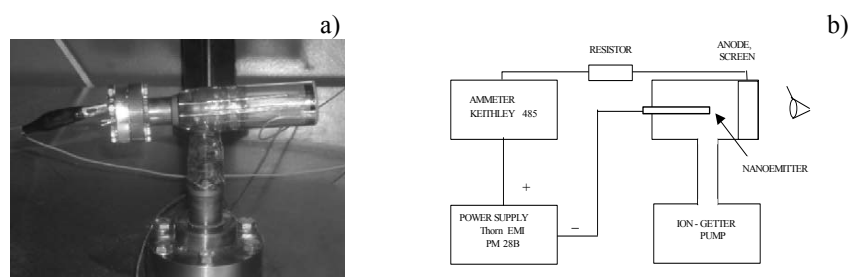 a)
b)
RESISTOR
ANODE,
SCREEN
AMMETER
KEITHLEY 485
NANOEMITTER
+
POWER SUPPLY
Thorn EMI
PM 28B
–
ION - GETTER
PUMP